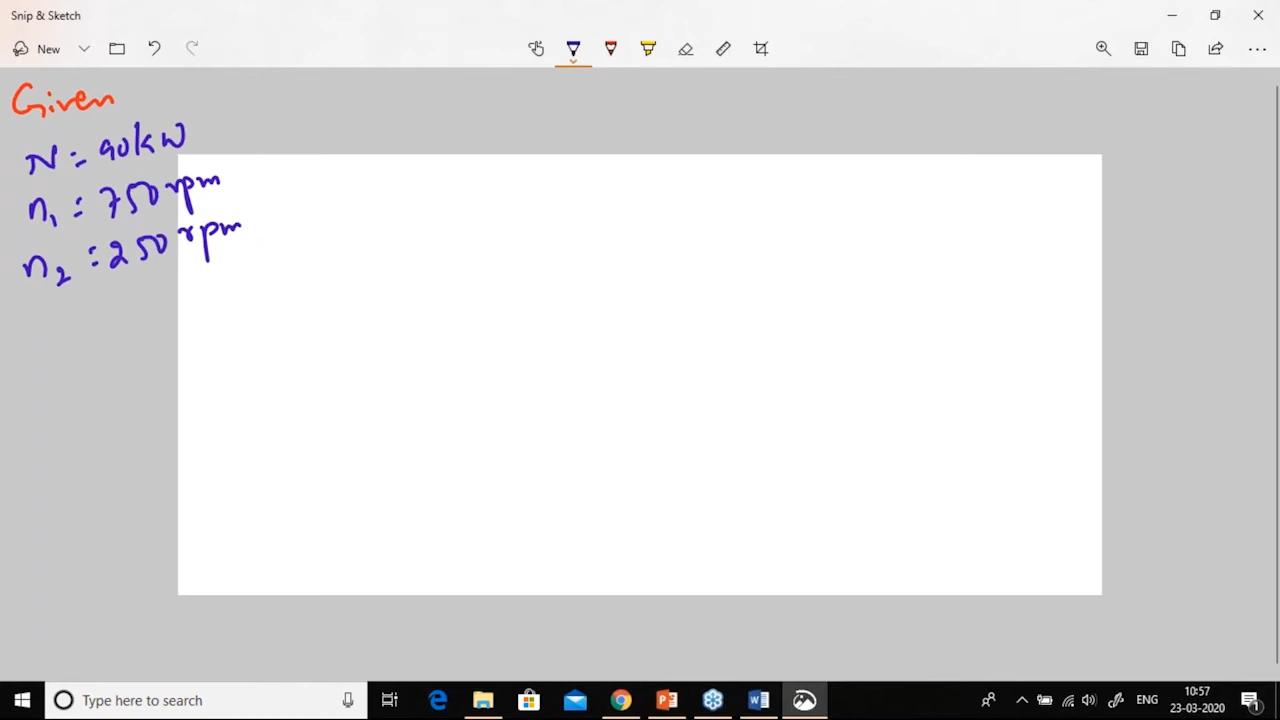 Snip & Sketch
New
Given
N = 90kW
n1 = 750 rpm
n2 = 250 rpm
Type here to search
ENG
10:57
23-03-2020
1